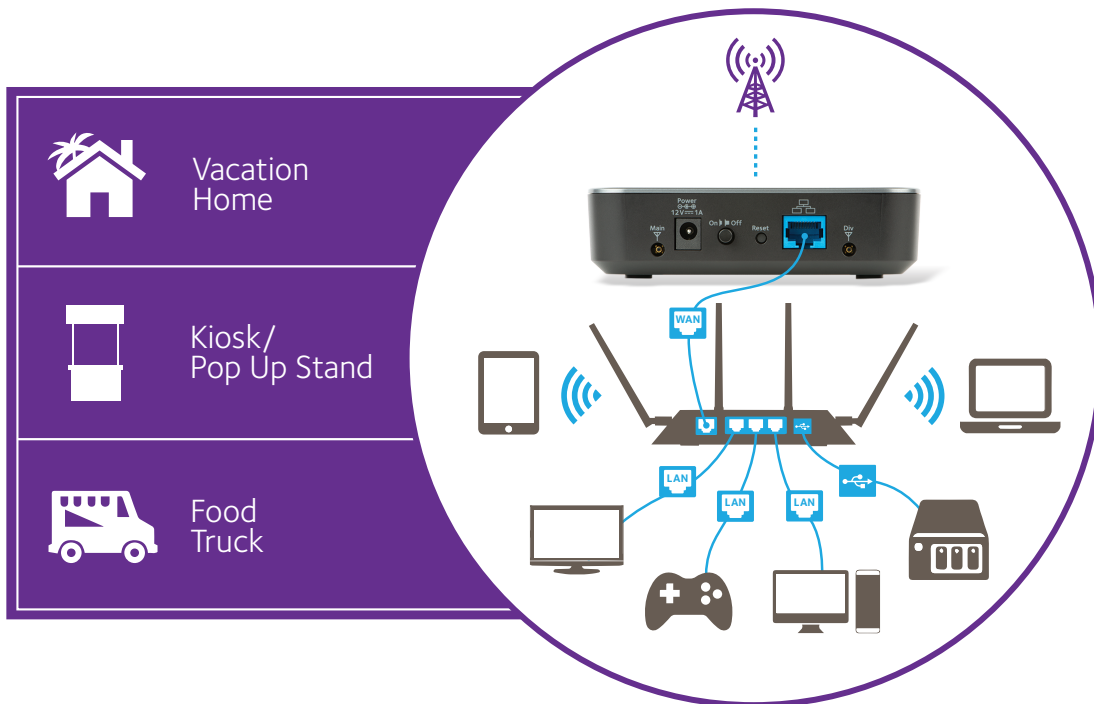 Vacation
Home
Kiosk/
Pop Up Stand
Food
Truck
Power
12V⎓1A
On Off
Reset
Main
Div
WAN
LAN
LAN
LAN